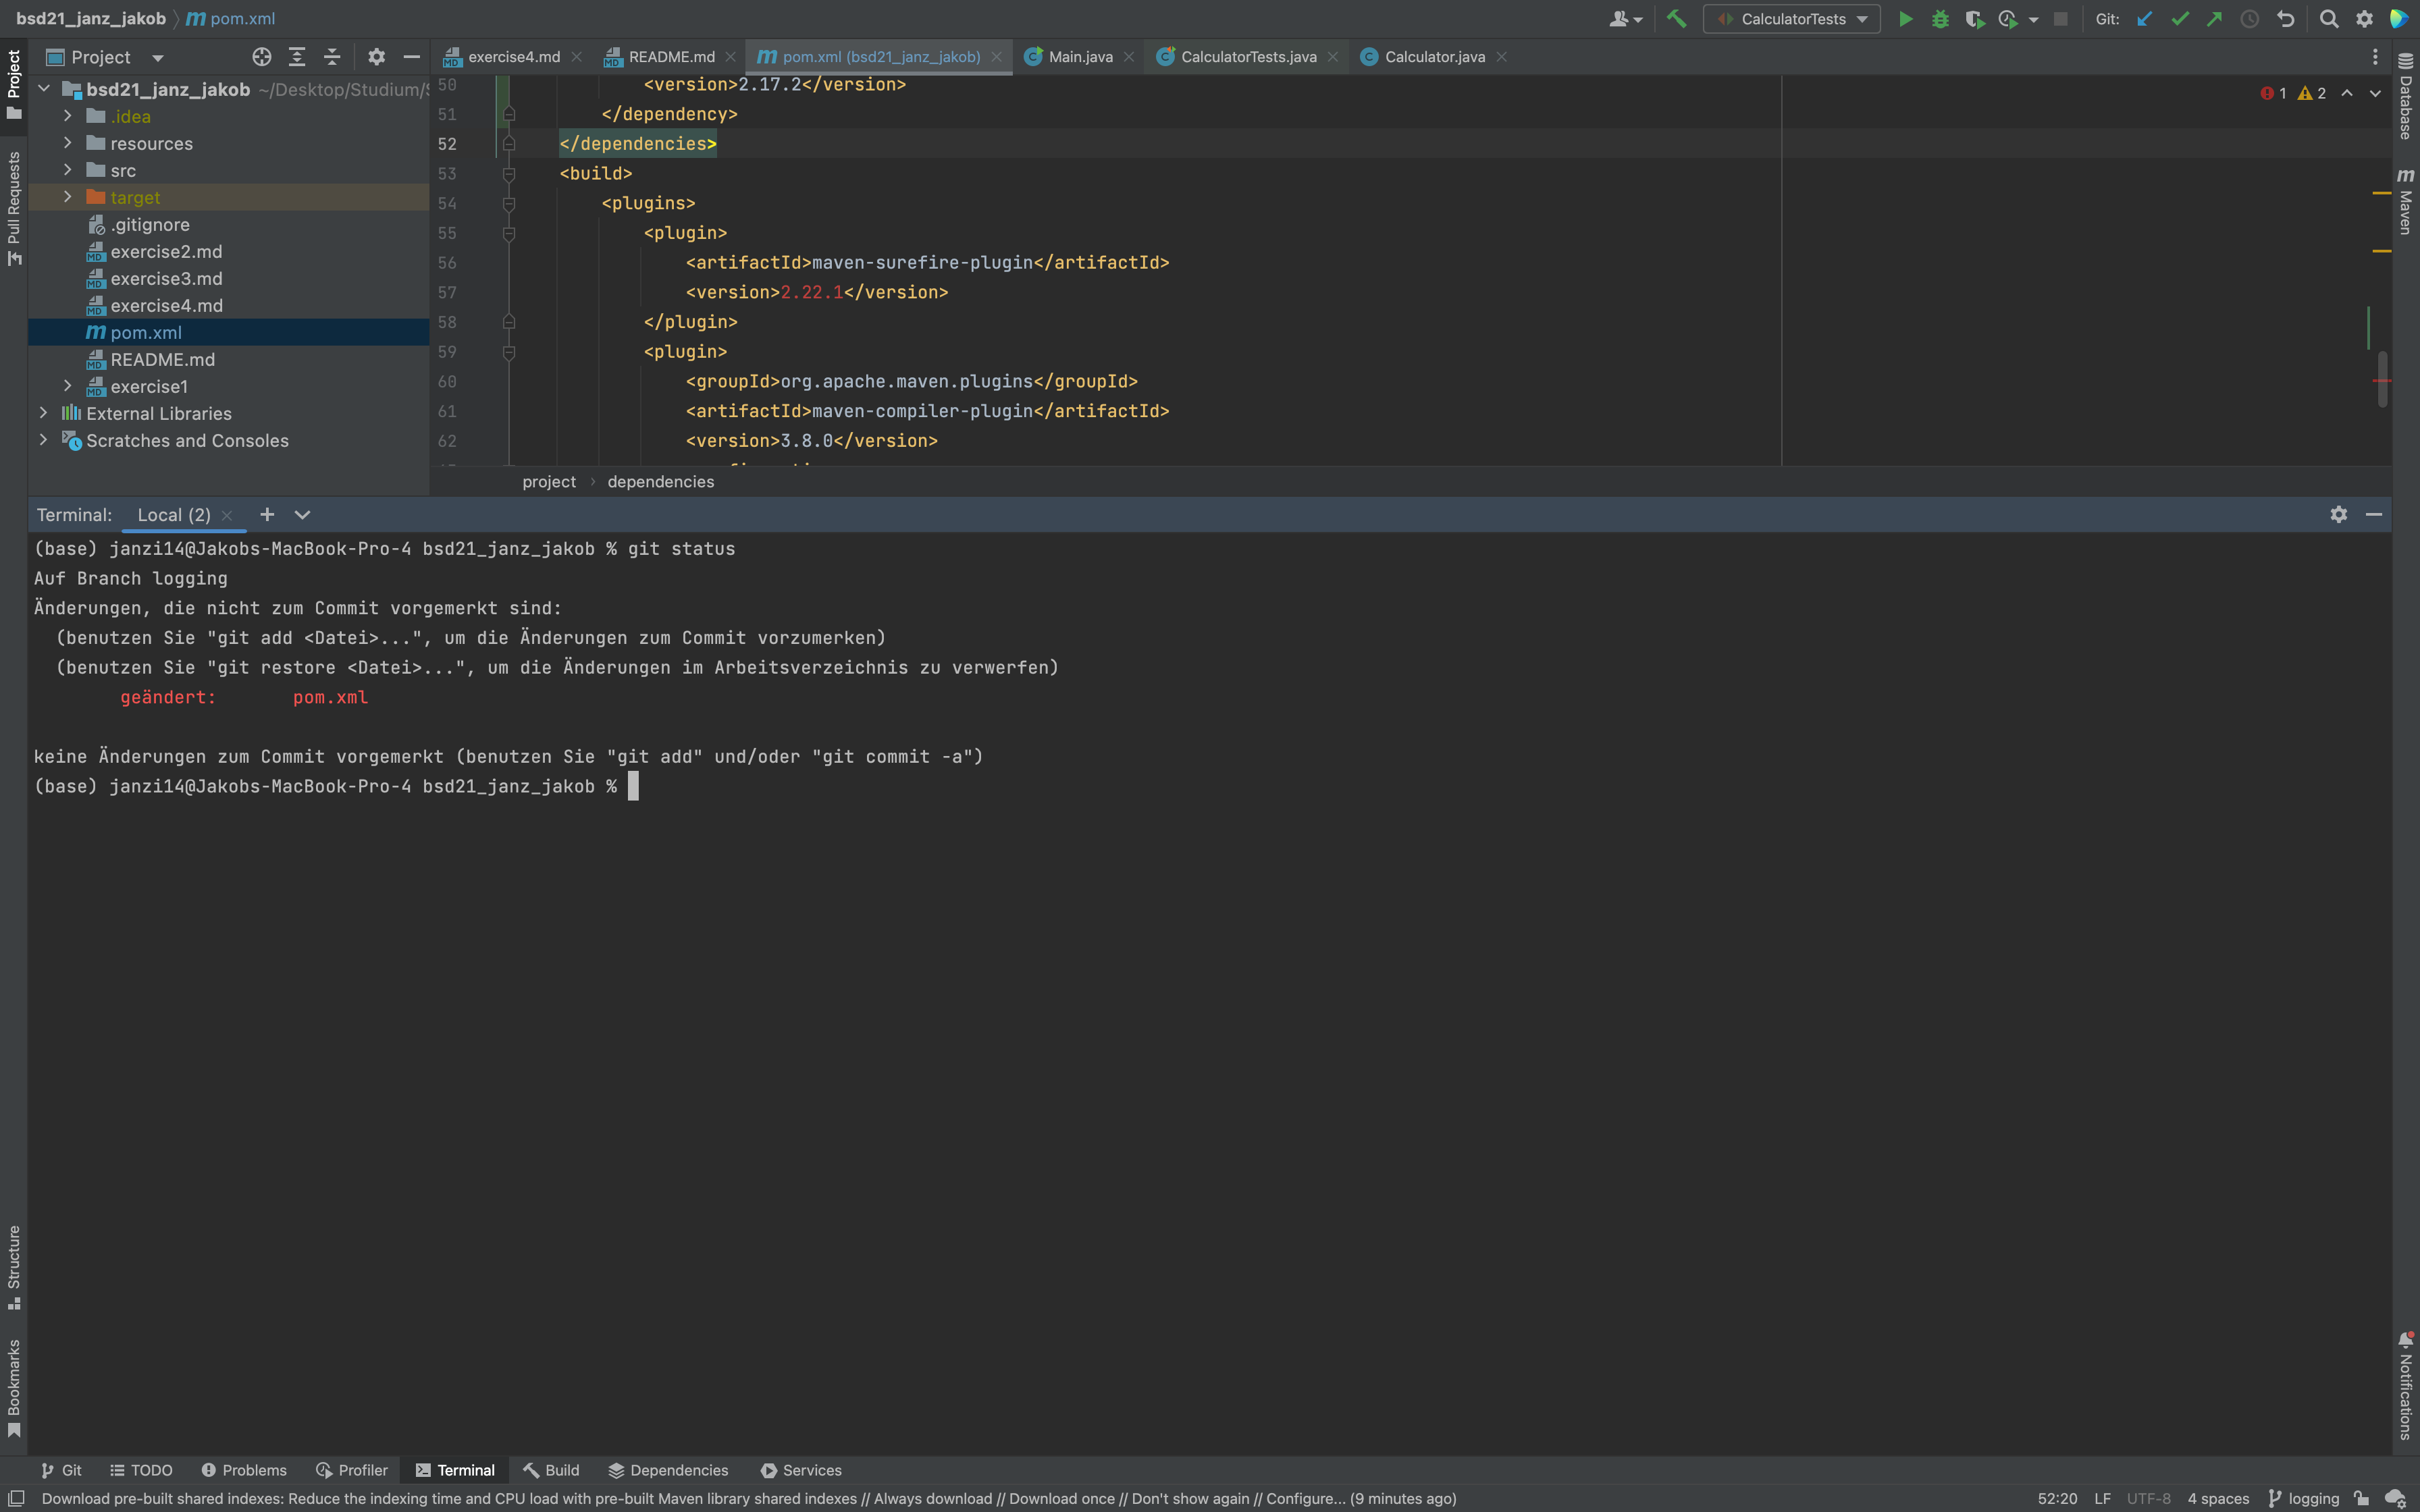 bsd21_janz_jakob pom.xml
CalculatorTests
Git:
Project
exercise4.md README.md pom.xml (bsd21_janz_jakob) Main.java CalculatorTests.java Calculator.java
Project
Pull Requests
Structure
Bookmarks
bsd21_janz_jakob ~/Desktop/Studium/
.idea
resources
src
target
.gitignore
exercise2.md
exercise3.md
exercise4.md
pom.xml
README.md
exercise1
External Libraries
Scratches and Consoles
50 <version>2.17.2</version>
51 </dependency>
52 </dependencies>
53 <build>
54 <plugins>
55 <plugin>
56 <artifactId>maven-surefire-plugin</artifactId>
57 <version>2.22.1</version>
58 </plugin>
59 <plugin>
60 <groupId>org.apache.maven.plugins</groupId>
61 <artifactId>maven-compiler-plugin</artifactId>
62 <version>3.8.0</version>
1 2
project dependencies
Database
Maven
Notifications
Terminal: Local (2)
(base) janzi14@Jakobs-MacBook-Pro-4 bsd21_janz_jakob % git status
Auf Branch logging
Änderungen, die nicht zum Commit vorgemerkt sind:
(benutzen Sie "git add <Datei>...", um die Änderungen zum Commit vorzumerken)
(benutzen Sie "git restore <Datei>...", um die Änderungen im Arbeitsverzeichnis zu verwerfen)
geändert: pom.xml
keine Änderungen zum Commit vorgemerkt (benutzen Sie "git add" und/oder "git commit -a")
(base) janzi14@Jakobs-MacBook-Pro-4 bsd21_janz_jakob %
Git TODO Problems Profiler Terminal Build Dependencies Services
Download pre-built shared indexes: Reduce the indexing time and CPU load with pre-built Maven library shared indexes // Always download // Download once // Don't show again // Configure... (9 minutes ago)
52:20 LF UTF-8 4 spaces logging